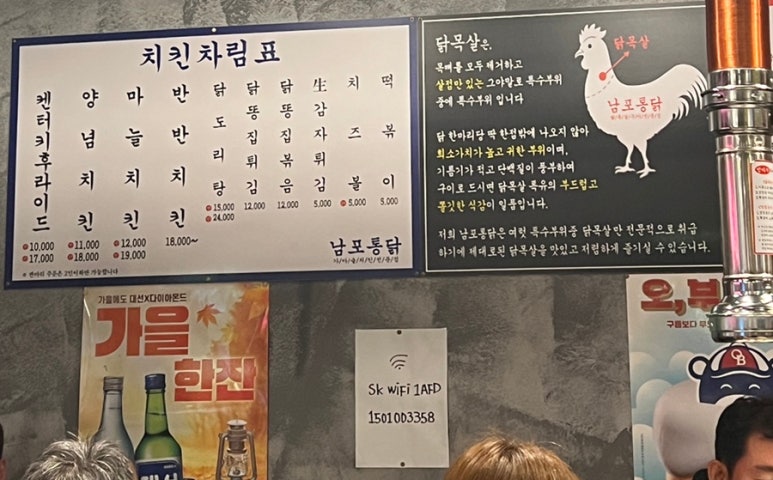 치킨차림표
켄터키후라이드
10,000
17,000
양념치킨
11,000
18,000
마늘치킨
12,000
19,000
반반치킨
18,000~
닭도리탕
15,000
24,000
닭똥집튀김
12,000
닭똥집볶음
12,000
生감자튀김
5,000
치즈볼
5,000
떡볶이
5,000
남포통닭
닭목살은,
목뼈를 모두 제거하고
살점만 있는 그야말로 특수부위
중에 특수부위 입니다
닭 한마리당 딱 한점밖에 나오지 않아
희소가치가 높고 귀한 부위이며,
기름기가 적고 단백질이 풍부하여
구이로 드시면 닭목살 특유의 부드럽고
쫄깃한 식감이 일품입니다.
저희 남포통닭은 여럿 특수부위중 닭목살만 전문적으로 취급
하기에 제대로된 닭목살을 맛있고 저렴하게 즐기실 수 있습니다.
닭목살
남포통닭
가을에도 대선X다이아몬드
가을
한잔
대선
SK WiFi 1AFD
1501003358
오,부
구름보다 부
OB